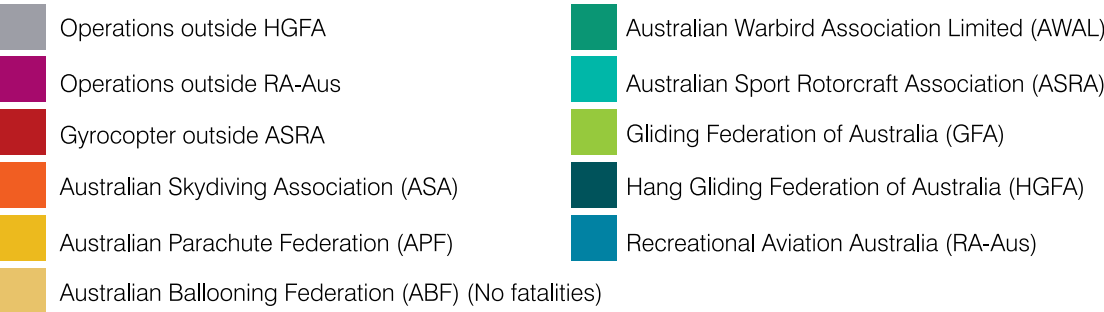 Operations outside HGFA
Operations outside RA-Aus
Gyrocopter outside ASRA
Australian Skydiving Association (ASA)
Australian Parachute Federation (APF)
Australian Ballooning Federation (ABF) (No fatalities)
Australian Warbird Association Limited (AWAL)
Australian Sport Rotorcraft Association (ASRA)
Gliding Federation of Australia (GFA)
Hang Gliding Federation of Australia (HGFA)
Recreational Aviation Australia (RA-Aus)